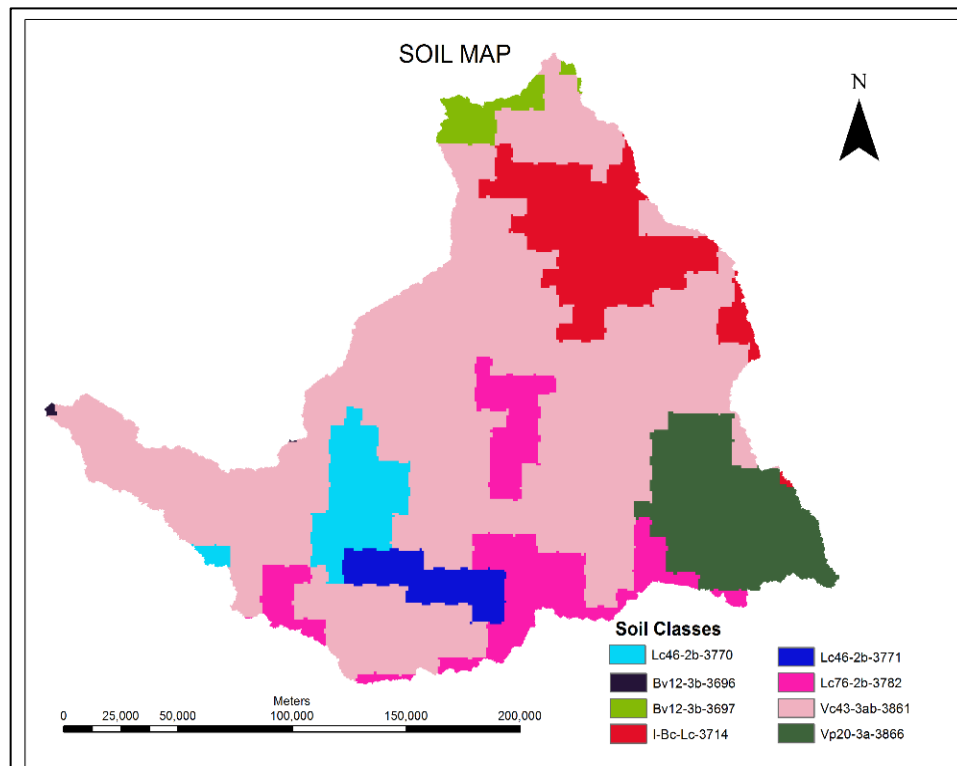 SOIL MAP
N
Soil Classes
Lc46-2b-3770
Lc46-2b-3771
Bv12-3b-3696
Lc76-2b-3782
Bv12-3b-3697
Vc43-3ab-3861
I-Bc-Lc-3714
Vp20-3a-3866
Meters
0 25,000 50,000 100,000 150,000 200,000